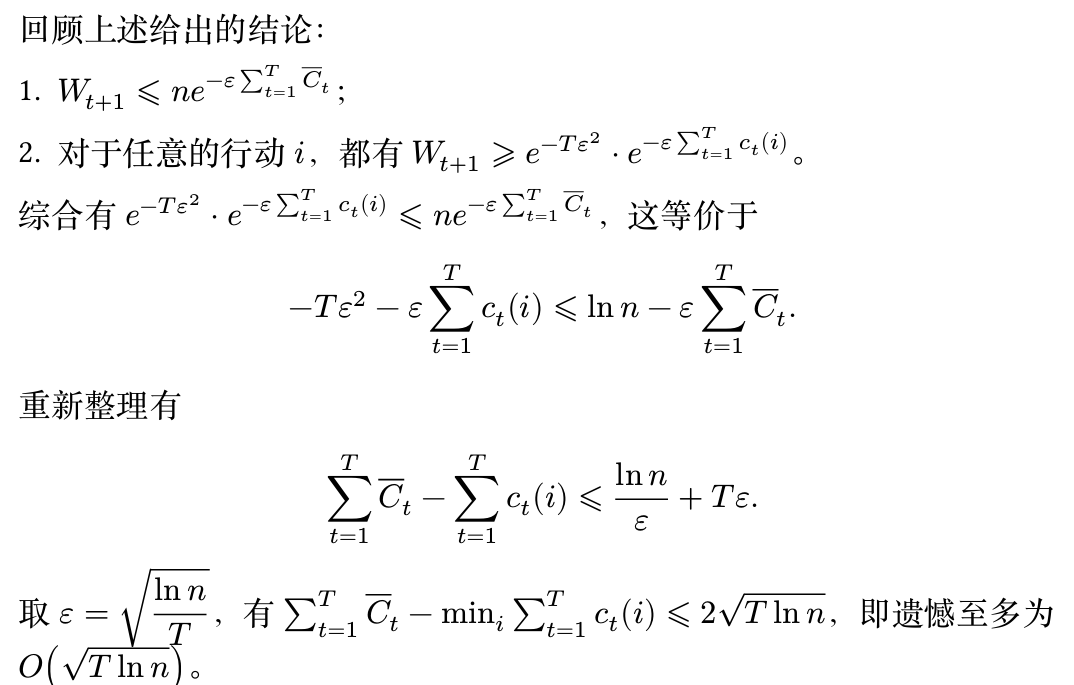 回顾上述给出的结论：
1. $W_{t+1} \leqslant n e^{-\varepsilon \sum_{t=1}^{T} \overline{C}_t}$；
2. 对于任意的行动 $i$，都有 $W_{t+1} \geqslant e^{-T\varepsilon^2} \cdot e^{-\varepsilon \sum_{t=1}^{T} c_t(i)}$。
综合有 $e^{-T\varepsilon^2} \cdot e^{-\varepsilon \sum_{t=1}^{T} c_t(i)} \leqslant n e^{-\varepsilon \sum_{t=1}^{T} \overline{C}_t}$，这等价于
$-T\varepsilon^2 - \varepsilon \sum_{t=1}^{T} c_t(i) \leqslant \ln n - \varepsilon \sum_{t=1}^{T} \overline{C}_t.$
重新整理有
$\sum_{t=1}^{T} \overline{C}_t - \sum_{t=1}^{T} c_t(i) \leqslant \frac{\ln n}{\varepsilon} + T\varepsilon.$
取 $\varepsilon = \sqrt{\frac{\ln n}{T}}$，有 $\sum_{t=1}^{T} \overline{C}_t - \min_i \sum_{t=1}^{T} c_t(i) \leqslant 2\sqrt{T \ln n}$，即遗憾至多为
$O(\sqrt{T \ln n})$。